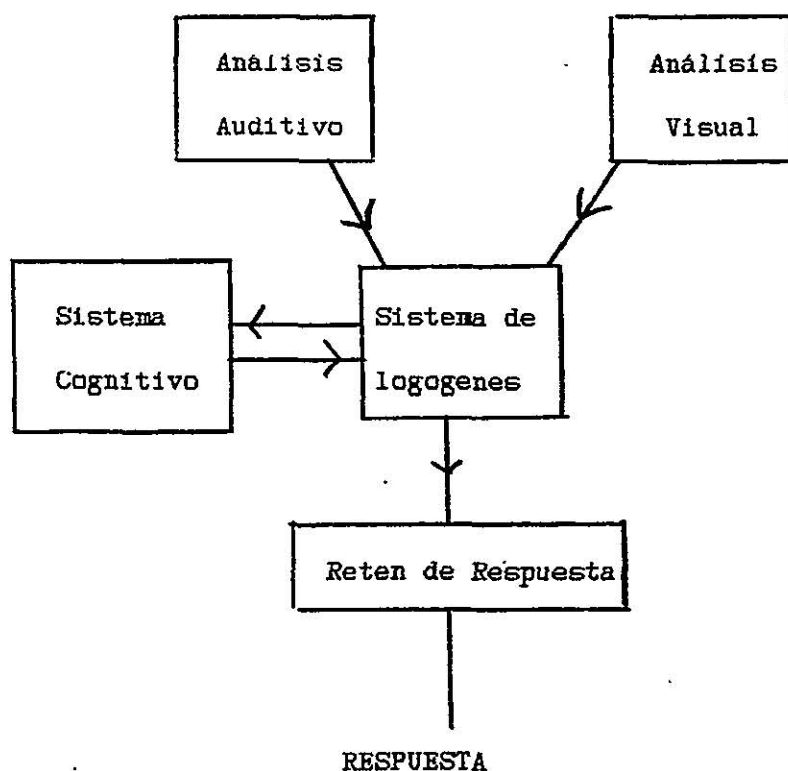 Análisis
Auditivo
Análisis
Visual
Sistema
Cognitivo
Sistema de
logogenes
Reten de Respuesta
RESPUESTA